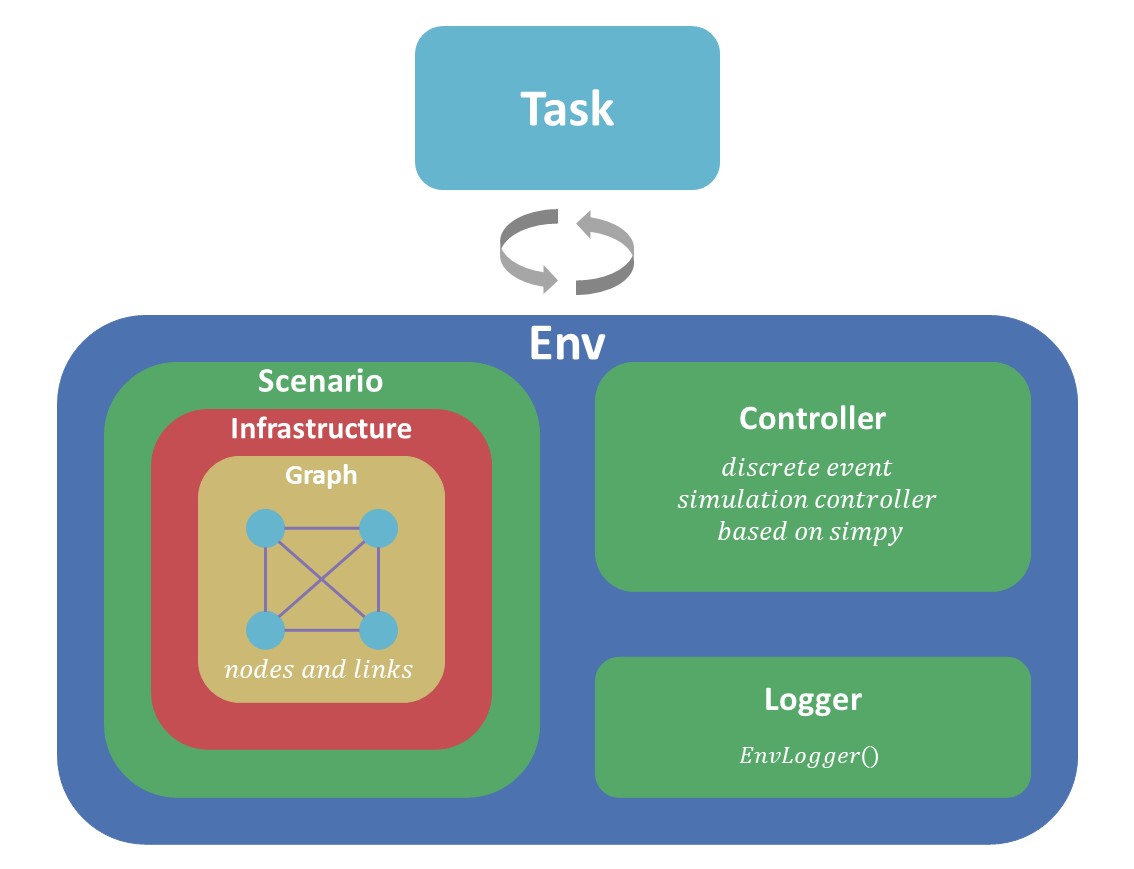 Task
Env
Scenario
Infrastructure
Graph
nodes and links
Controller
discrete event
simulation controller
based on simpy
Logger
EnvLogger()